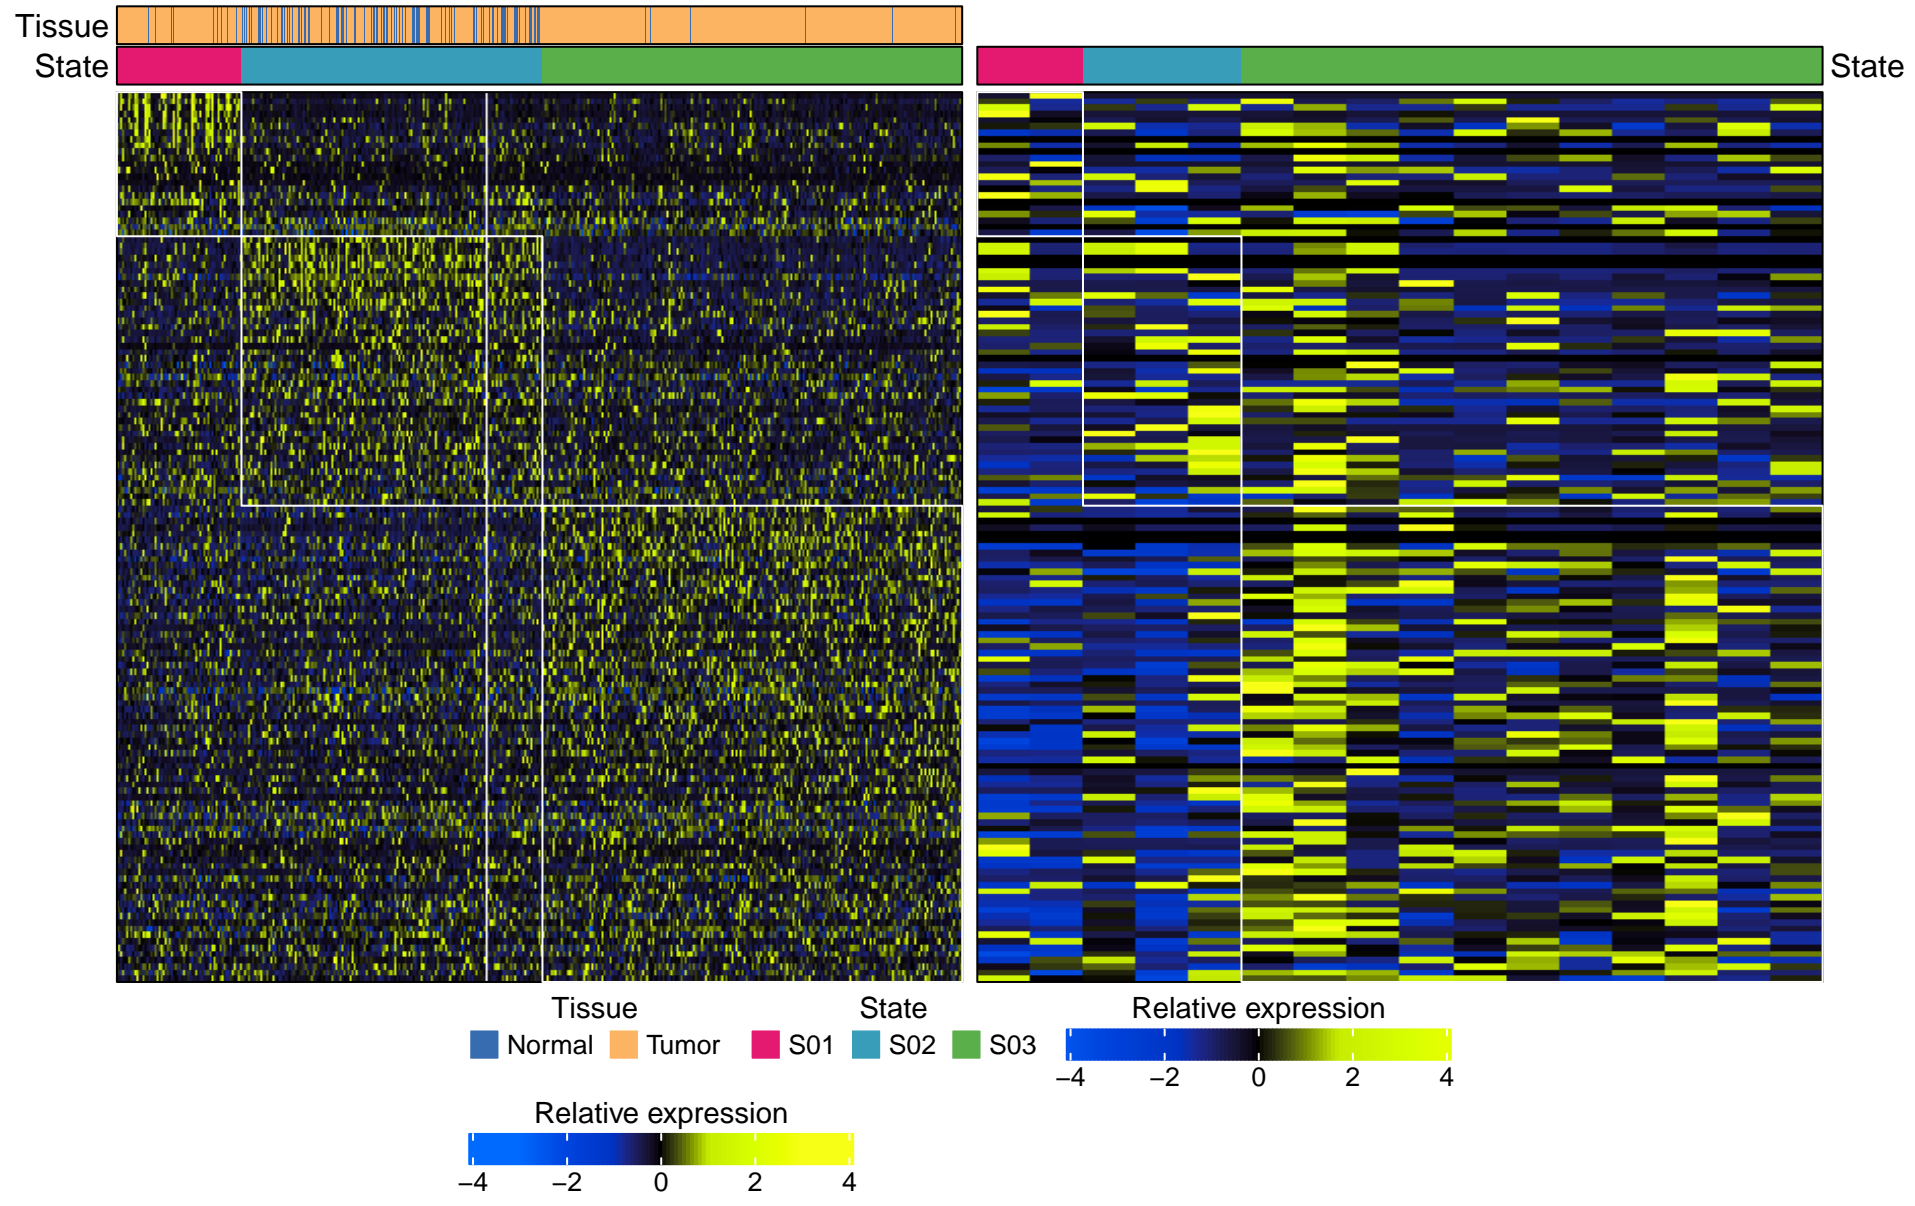 Tissue
State
State
Tissue
Normal Tumor
State
S01 S02 S03
Relative expression
−4 −2 0 2 4
Relative expression
−4 −2 0 2 4